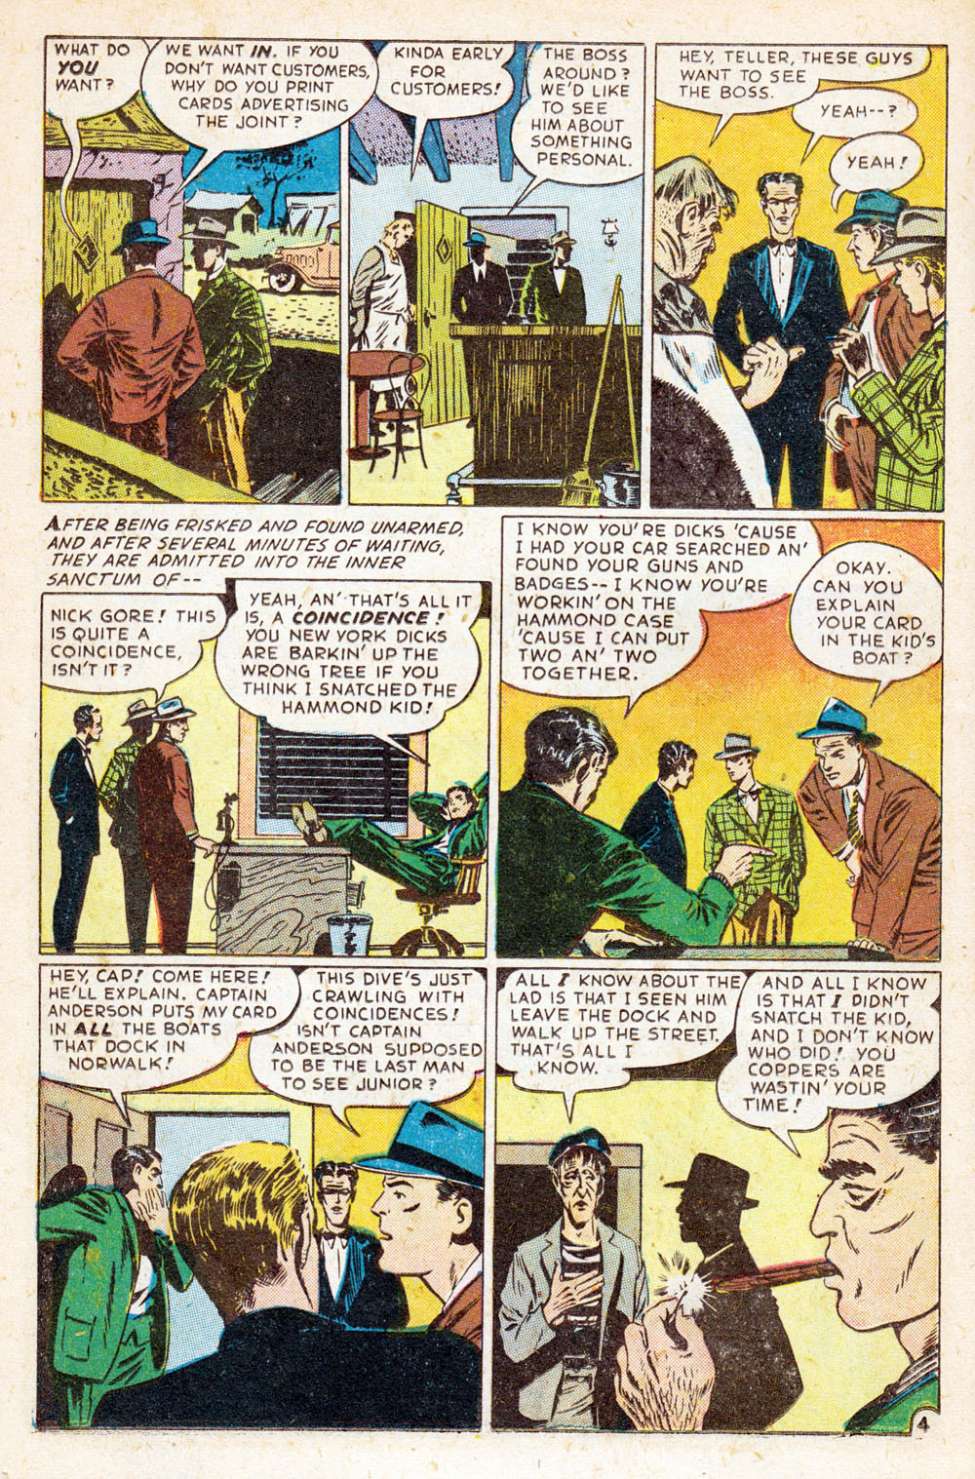 WHAT DO
YOU
WANT?
WE WANT IN. IF YOU
DON'T WANT CUSTOMERS,
WHY DO YOU PRINT
CARDS ADVERTISING
THE JOINT?
KINDA EARLY
FOR
CUSTOMERS!
THE BOSS
AROUND?
WE'D LIKE
TO SEE
HIM ABOUT
SOMETHING
PERSONAL.
HEY, TELLER, THESE GUYS
WANT TO SEE
THE BOSS.
YEAH--?
YEAH!
AFTER BEING FRISKED AND FOUND UNARMED,
AND AFTER SEVERAL MINUTES OF WAITING,
THEY ARE ADMITTED INTO THE INNER
SANCTUM OF--
NICK GORE! THIS
IS QUITE A
COINCIDENCE,
ISN'T IT?
YEAH, AN' THAT'S ALL IT
IS, A COINCIDENCE!
YOU NEW YORK DICKS
ARE BARKIN' UP THE
WRONG TREE IF YOU
THINK I SNATCHED THE
HAMMOND KID!
I KNOW YOU'RE DICKS 'CAUSE
I HAD YOUR CAR SEARCHED AN'
FOUND YOUR GUNS AND
BADGES-- I KNOW YOU'RE
WORKIN' ON THE
HAMMOND CASE
'CAUSE I CAN PUT
TWO AN' TWO
TOGETHER.
OKAY.
CAN YOU
EXPLAIN
YOUR CARD
IN THE KID'S
BOAT?
HEY, CAP! COME HERE!
HE'LL EXPLAIN. CAPTAIN
ANDERSON PUTS MY CARD
IN ALL THE BOATS
THAT DOCK IN
NORWALK!
THIS DIVE'S JUST
CRAWLING WITH
COINCIDENCES!
ISN'T CAPTAIN
ANDERSON SUPPOSED
TO BE THE LAST MAN
TO SEE JUNIOR?
ALL I KNOW ABOUT THE
LAD IS THAT I SEEN HIM
LEAVE THE DOCK AND
WALK UP THE STREET.
THAT'S ALL I
KNOW.
AND ALL I KNOW
IS THAT I DIDN'T
SNATCH THE KID,
AND I DON'T KNOW
WHO DID! YOU
COPPERS ARE
WASTIN' YOUR
TIME!
4